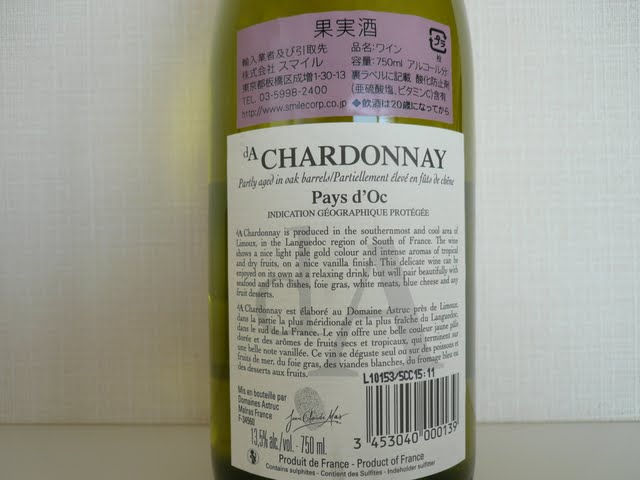 果実酒
輸入業者及び引取先
株式会社 スマイル
東京都板橋区成増1-30-13
TEL 03-5998-2400
http://www.smilecorp.co.jp
品名:ワイン
容量:750ml アルコール分
裏ラベルに記載 酸化防止剤
(亜硫酸塩、ビタミンC)含有
◆飲酒は20歳になってから
dA CHARDONNAY
Partly aged in oak barrels/Partiellement élevé en fûts de chêne
Pays d'Oc
INDICATION GÉOGRAPHIQUE PROTÉGÉE
dA Chardonnay is produced in the southernmost and cool area of
Limoux, in the Languedoc region of South of France. The wine
shows a nice light pale gold colour and intense aromas of tropical
and dry fruits, on a nice vanilla finish. This delicate wine can be
enjoyed on its own as a relaxing drink, but will pair beautifully with
seafood and fish dishes, foie gras, white meats, blue cheese and any
fruit desserts.
dA Chardonnay est élaboré au Domaine Astruc près de Limoux,
dans la partie la plus méridionale et la plus fraîche du Languedoc,
dans le sud de la France. Le vin offre une belle couleur jaune pâle
dorée et des arômes de fruits secs et tropicaux, qui terminent sur
une belle note vanillée. Ce vin se déguste seul ou sur des poissons et
fruits de mer, du foie gras, des viandes blanches, du fromage bleu ou
des desserts aux fruits.
L10153/SCC15:11
Mis en bouteille par
Domaines Astruc
Malras France
F-34560
13,5% alc./vol. - 750 ml.
3 453040 000139
Produit de France - Product of France
Contains sulphites - Contient des Sulfites - Indeholder sulfitter